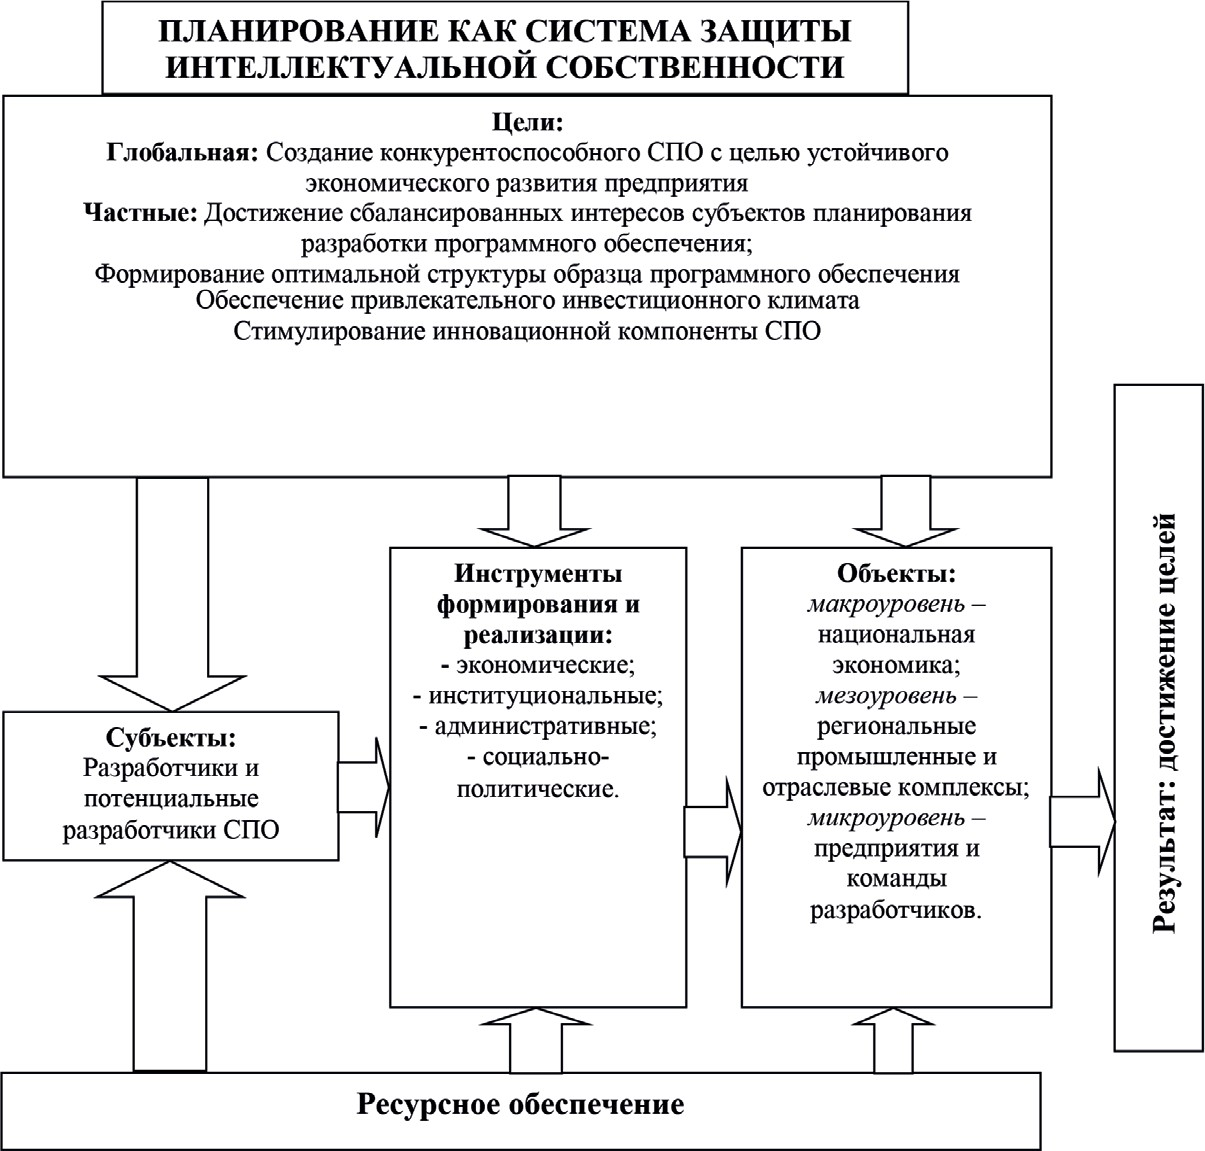 ПЛАНИРОВАНИЕ КАК СИСТЕМА ЗАЩИТЫ
ИНТЕЛЛЕКТУАЛЬНОЙ СОБСТВЕННОСТИ
Цели:
Глобальная: Создание конкурентоспособного СПО с целью устойчивого
экономического развития предприятия
Частные: Достижение сбалансированных интересов субъектов планирования
разработки программного обеспечения;
Формирование оптимальной структуры образца программного обеспечения
Обеспечение привлекательного инвестиционного климата
Стимулирование инновационной компоненты СПО
Субъекты:
Разработчики и
потенциальные
разработчики СПО
Инструменты
формирования и
реализации:
- экономические;
- институциональные;
- административные;
- социально-
политические.
Объекты:
макроуровень –
национальная
экономика;
мезоуровень –
региональные
промышленные и
отраслевые комплексы;
микроуровень –
предприятия и
команды
разработчиков.
Результат: достижение целей
Ресурсное обеспечение